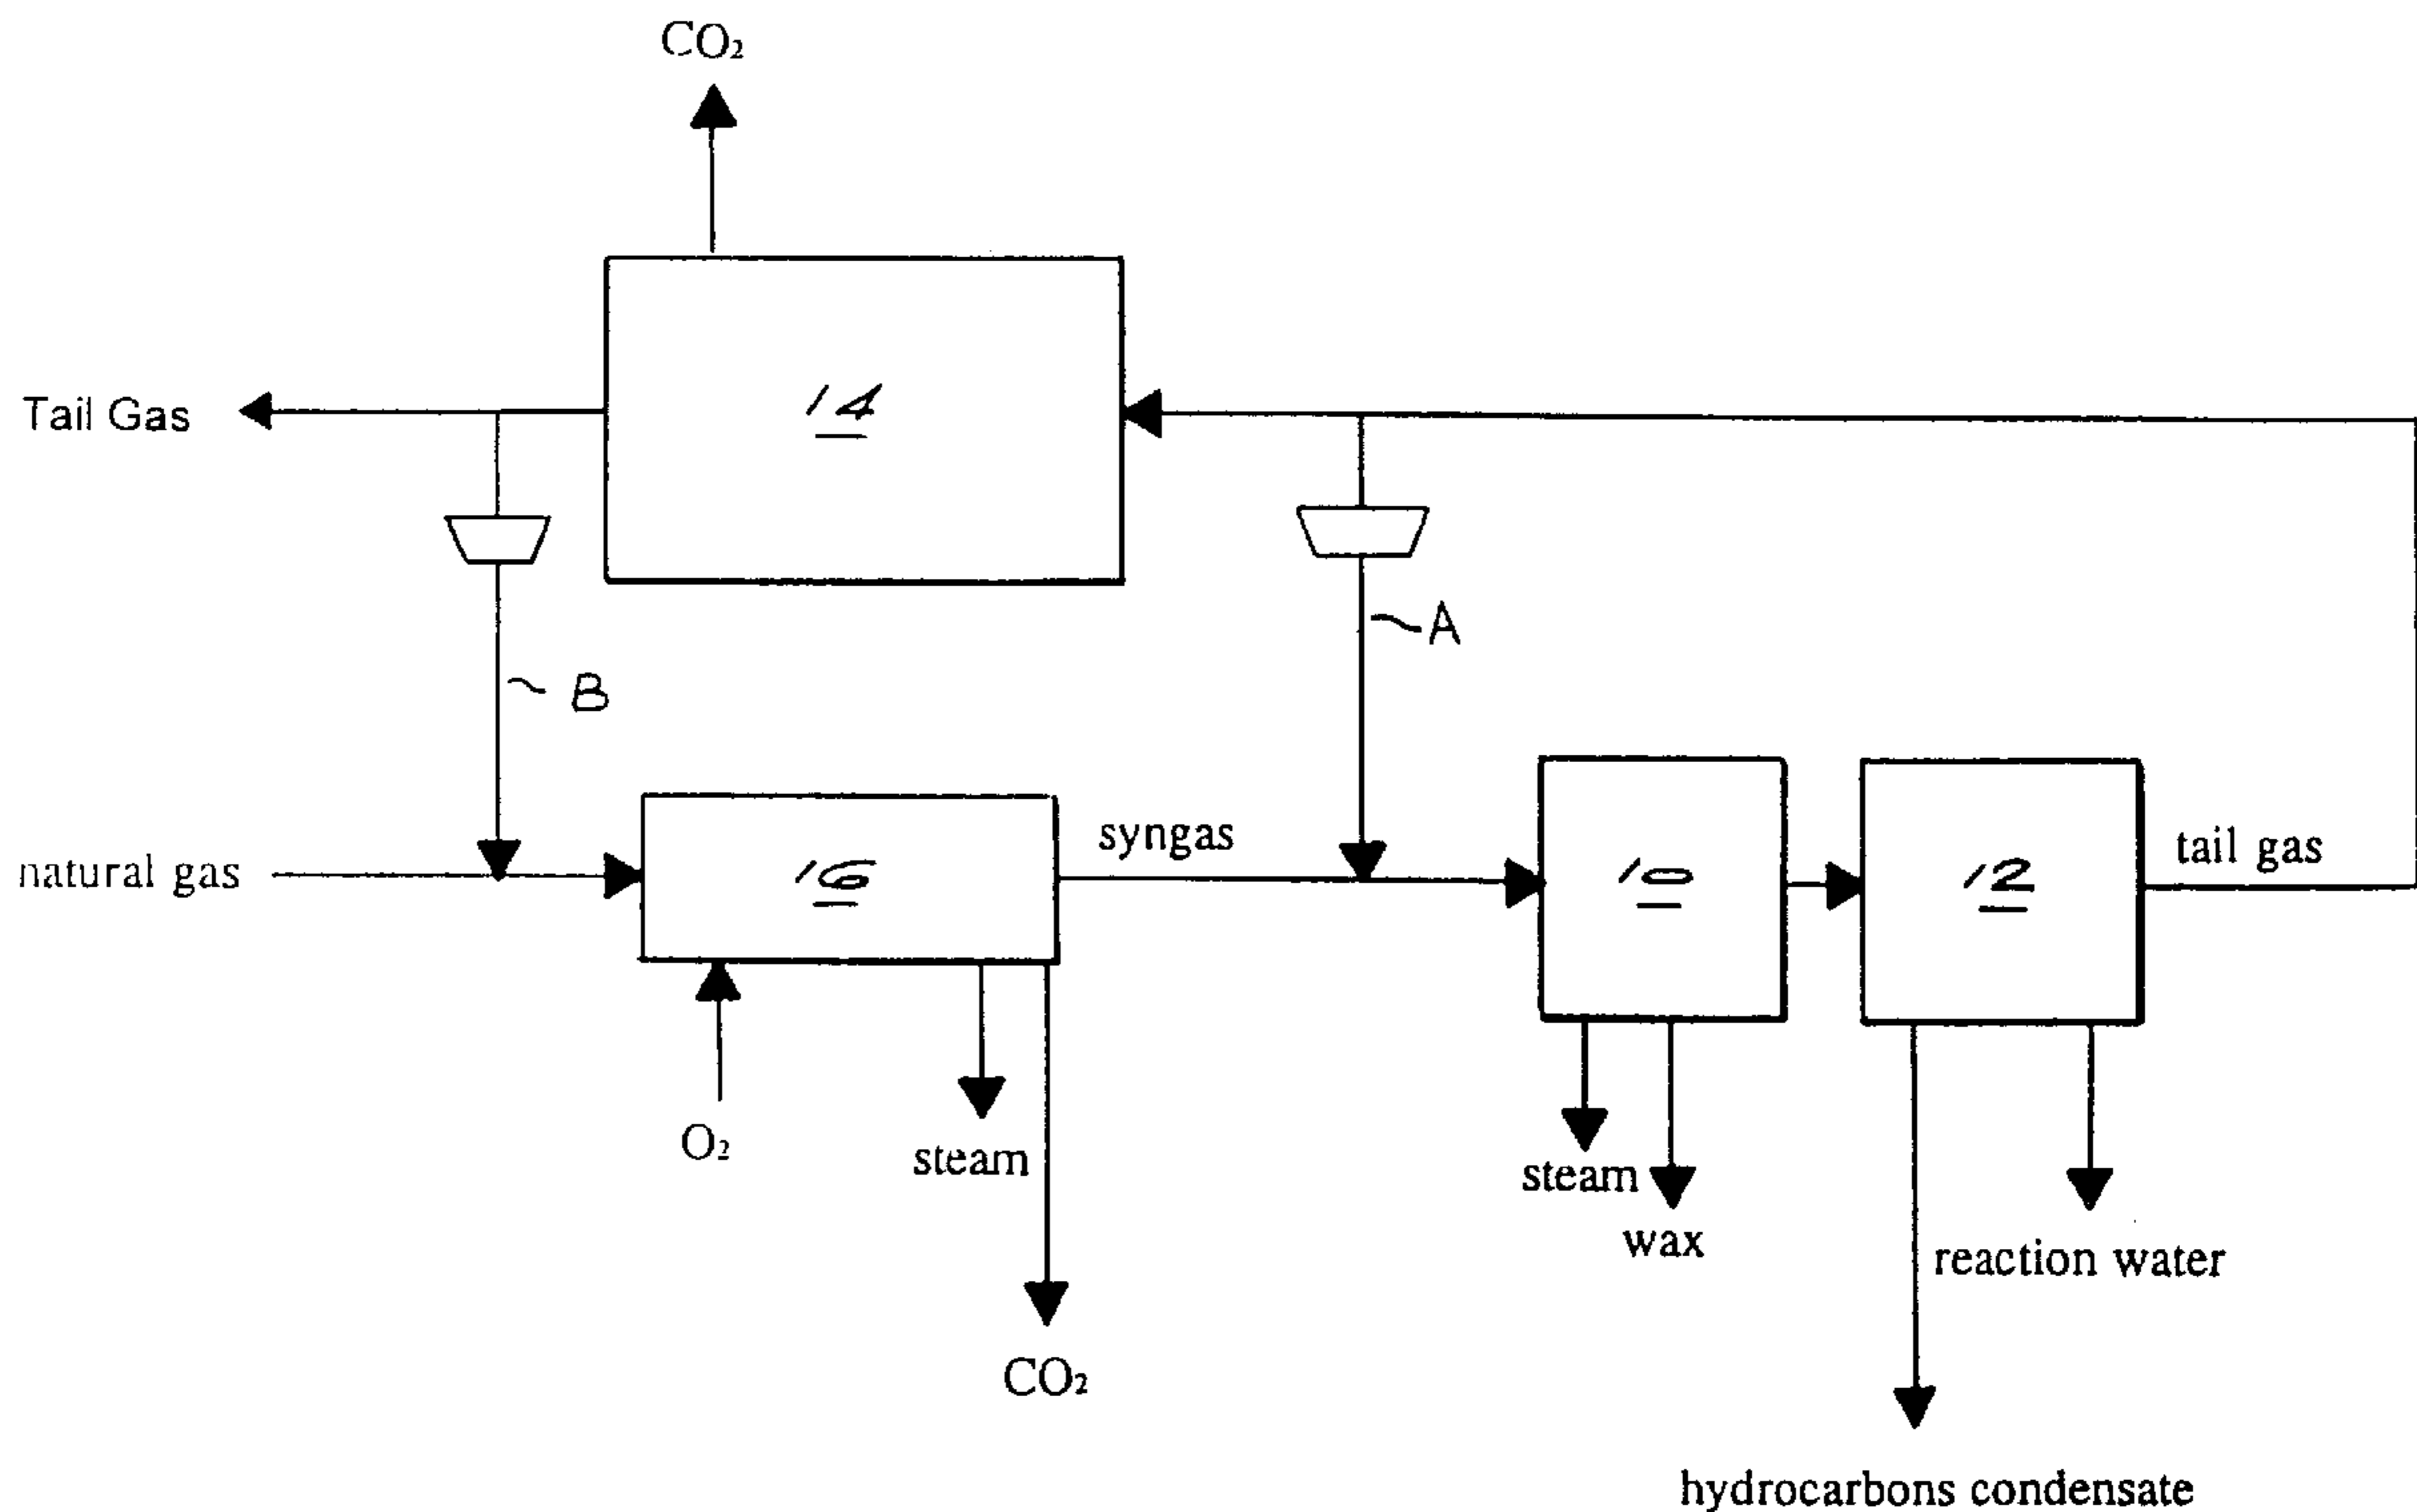 CO₂
14
Tail Gas
A
B
syngas
natural gas
16
10
12
tail gas
O₂
steam
steam
wax
reaction water
CO₂
hydrocarbons condensate